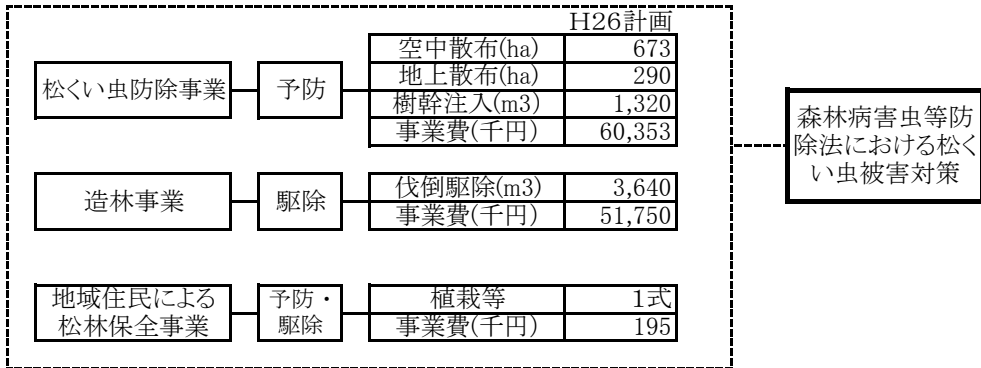 H26計画
松くい虫防除事業 予防 空中散布(ha) 673
地上散布(ha) 290
樹幹注入(m3) 1,320
事業費(千円) 60,353
造林事業 駆除 伐倒駆除(m3) 3,640
事業費(千円) 51,750
地域住民による
松林保全事業
予防・
駆除
植栽等 1式
事業費(千円) 195
森林病害虫等防
除法における松く
い虫被害対策